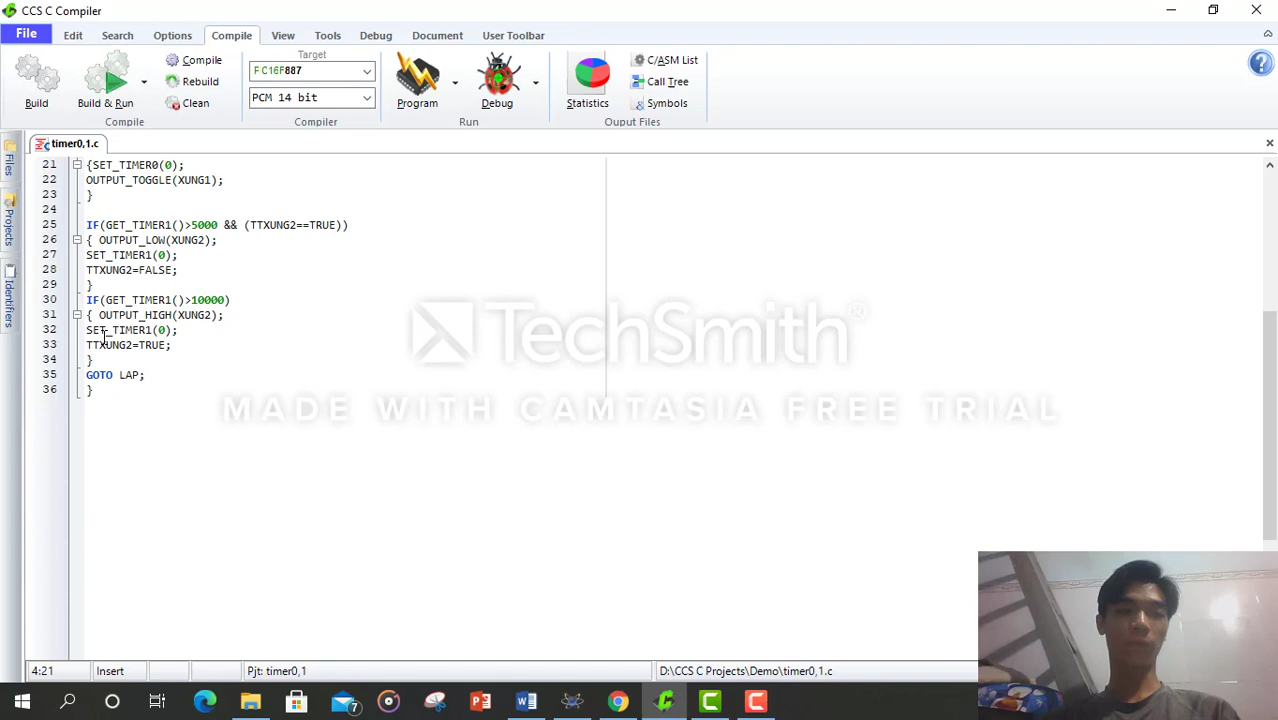 CCS C Compiler
File Edit Search Options Compile View Tools Debug Document User Toolbar
Build
Build & Run
Compile
Rebuild
Clean
Compile
Target
PIC16F887
PCM 14 bit
Compiler
Program
Debug
Run
Statistics
C/ASM List
Call Tree
Symbols
Ouput Files
Files
Projects
Identifiers
timer0,1.c
21 {SET_TIMER0(0);
22 OUTPUT_TOGGLE(XUNG1);
23 }
24
25 IF(GET_TIMER1()>5000 && (TTXUNG2==TRUE))
26 { OUTPUT_LOW(XUNG2);
27 SET_TIMER1(0);
28 TTXUNG2=FALSE;
29 }
30 IF(GET_TIMER1()>10000)
31 { OUTPUT_HIGH(XUNG2);
32 SET_TIMER1(0);
33 TTXUNG2=TRUE;
34 }
35 GOTO LAP;
36 }
TechSmith®
MADE WITH CAMTASIA FREE TRIAL
4:21 Insert Pjt: timer0,1 D:\CCS C Projects\Demo\timer0,1.c
7